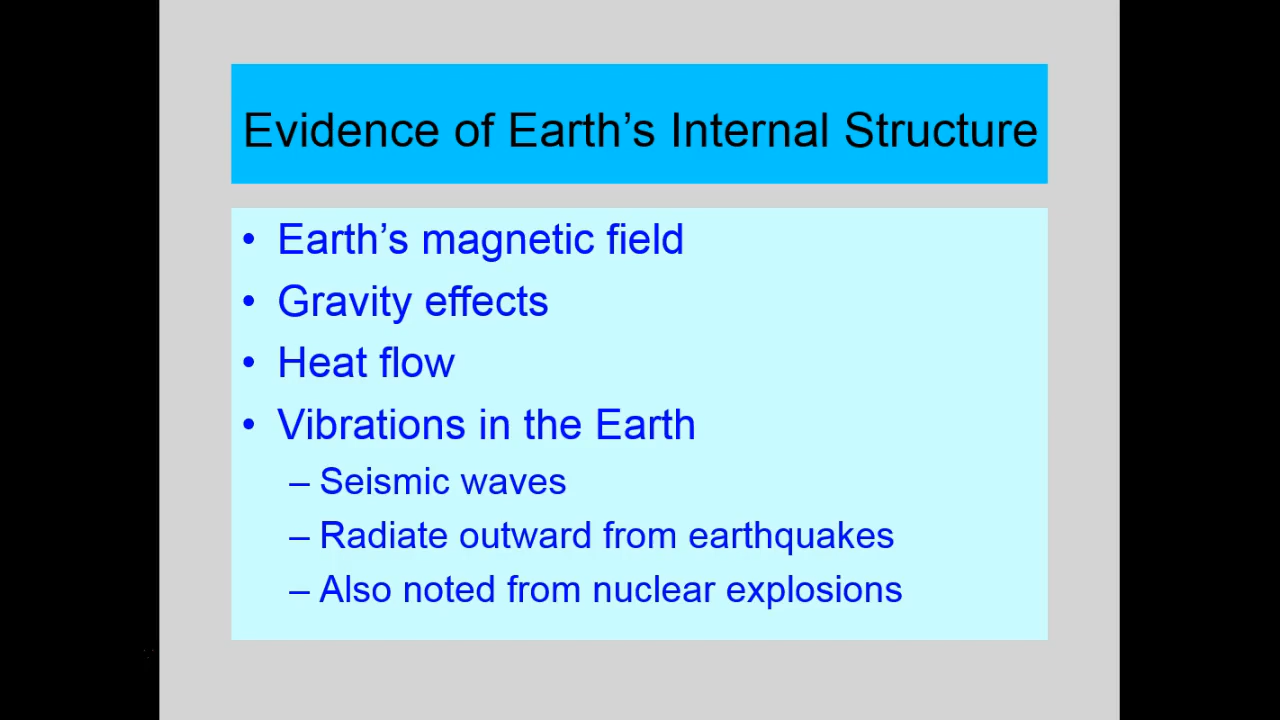 Evidence of Earth’s Internal Structure
• Earth’s magnetic field
• Gravity effects
• Heat flow
• Vibrations in the Earth
– Seismic waves
– Radiate outward from earthquakes
– Also noted from nuclear explosions